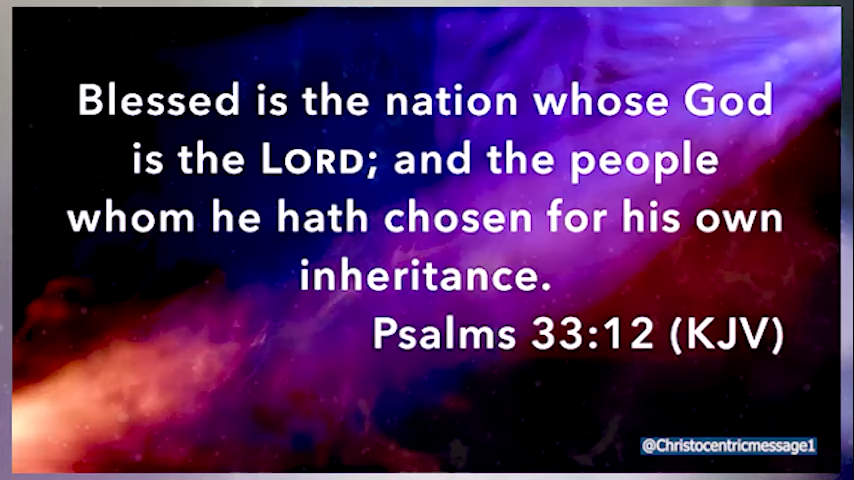 Blessed is the nation whose God
is the LORD; and the people
whom he hath chosen for his own
inheritance.
Psalms 33:12 (KJV)
@Christocentricmessage1